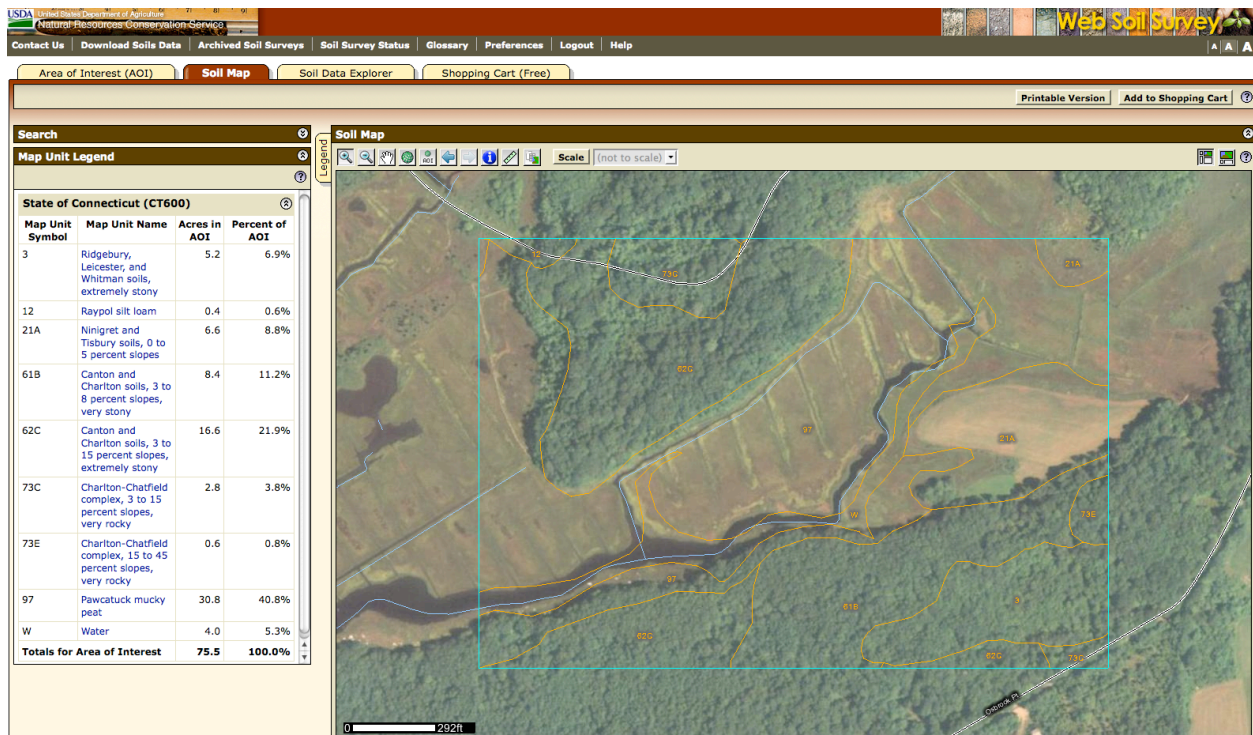 USDA United States Department of Agriculture
Natural Resources Conservation Service
Web Soil Survey
Contact Us | Download Soils Data | Archived Soil Surveys | Soil Survey Status | Glossary | Preferences | Logout | Help
A A A
Area of Interest (AOI) Soil Map Soil Data Explorer Shopping Cart (Free)
Printable Version Add to Shopping Cart ?
Search
Map Unit Legend
?
State of Connecticut (CT600)
Map Unit Symbol Map Unit Name Acres in AOI Percent of AOI
3 Ridgebury, 5.2 6.9%
Leicester, and
Whitman soils,
extremely stony
12 Raypol silt loam 0.4 0.6%
21A Ninigret and 6.6 8.8%
Tisbury soils, 0 to
5 percent slopes
61B Canton and 8.4 11.2%
Charlton soils, 3 to
8 percent slopes,
very stony
62C Canton and 16.6 21.9%
Charlton soils, 3 to
15 percent slopes,
extremely stony
73C Charlton-Chatfield 2.8 3.8%
complex, 3 to 15
percent slopes,
very rocky
73E Charlton-Chatfield 0.6 0.8%
complex, 15 to 45
percent slopes,
very rocky
97 Pawcatuck mucky 30.8 40.8%
peat
W Water 4.0 5.3%
Totals for Area of Interest 75.5 100.0%
Legend
Soil Map
AOI Scale (not to scale) ?
12
73C
21A
62C
97
21A
W
73E
97
61B
3
62C
62C
73C
Osbrook Pt
0 292ft